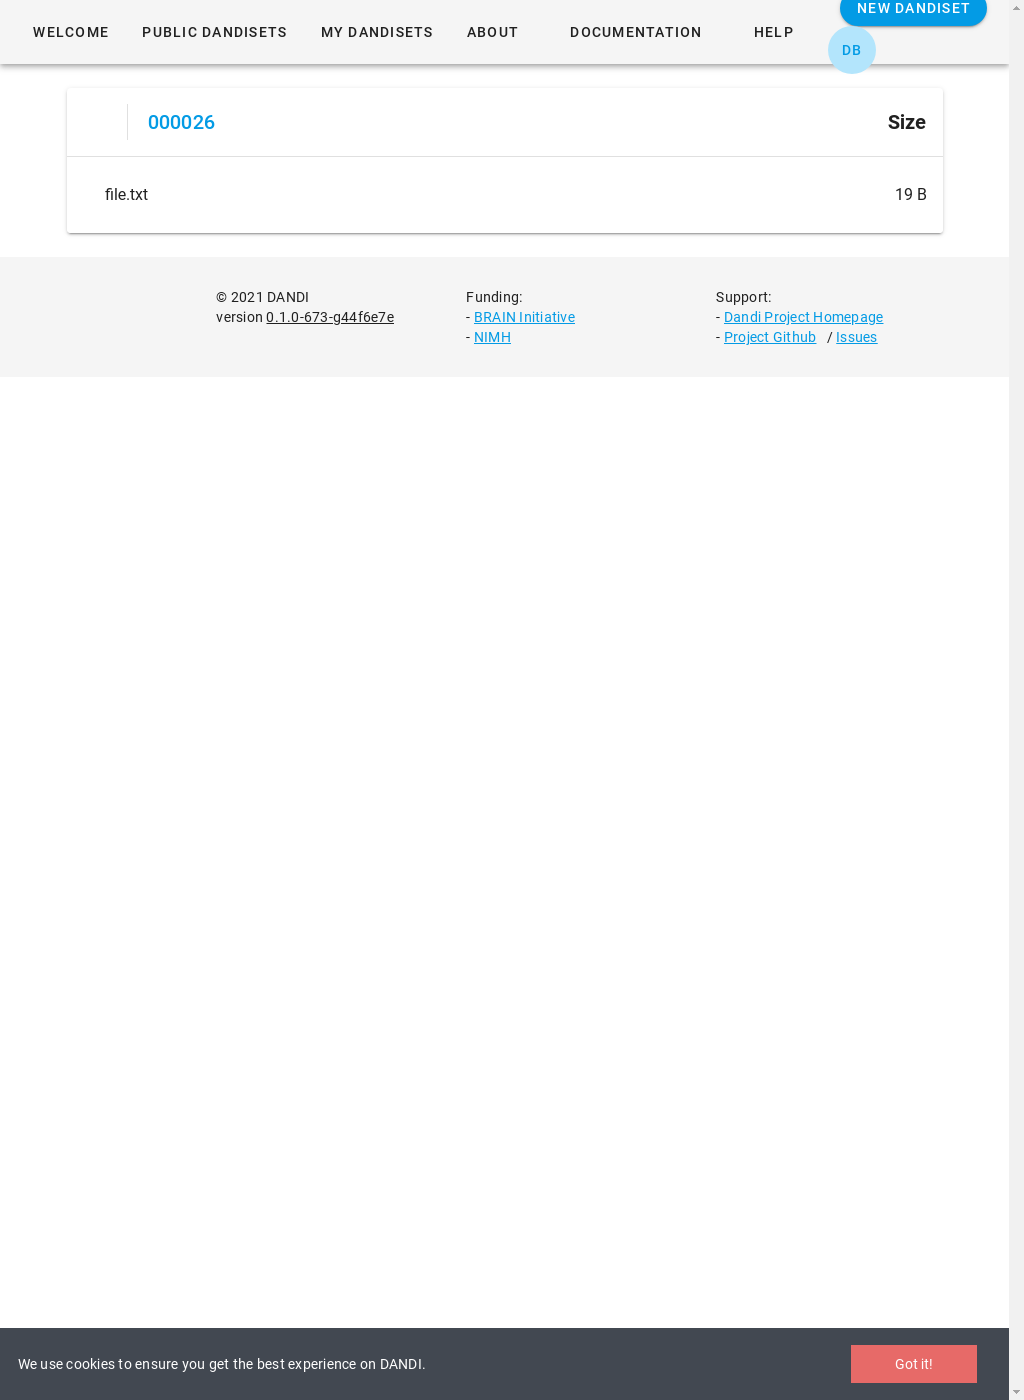 NEW DANDISET
WELCOME PUBLIC DANDISETS MY DANDISETS ABOUT DOCUMENTATION HELP
DB
000026 Size
file.txt 19 B
© 2021 DANDI
version 0.1.0-673-g44f6e7e
Funding:
- BRAIN Initiative
- NIMH
Support:
- Dandi Project Homepage
- Project Github / Issues
We use cookies to ensure you get the best experience on DANDI. Got it!